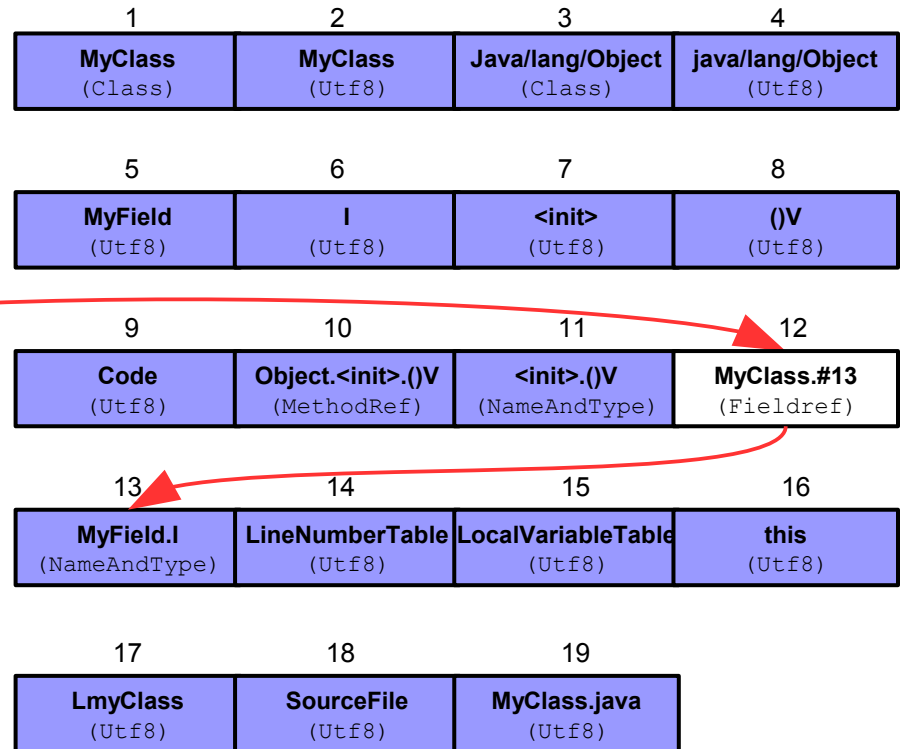 1 2 3 4
MyClass MyClass Java/lang/Object java/lang/Object
(Class) (Utf8) (Class) (Utf8)
5 6 7 8
MyField I <init> ()V
(Utf8) (Utf8) (Utf8) (Utf8)
9 10 11 12
Code Object.<init>.()V <init>.()V MyClass.#13
(Utf8) (MethodRef) (NameAndType) (Fieldref)
13 14 15 16
MyField.I LineNumberTable LocalVariableTable this
(NameAndType) (Utf8) (Utf8) (Utf8)
17 18 19
LmyClass SourceFile MyClass.java
(Utf8) (Utf8) (Utf8)